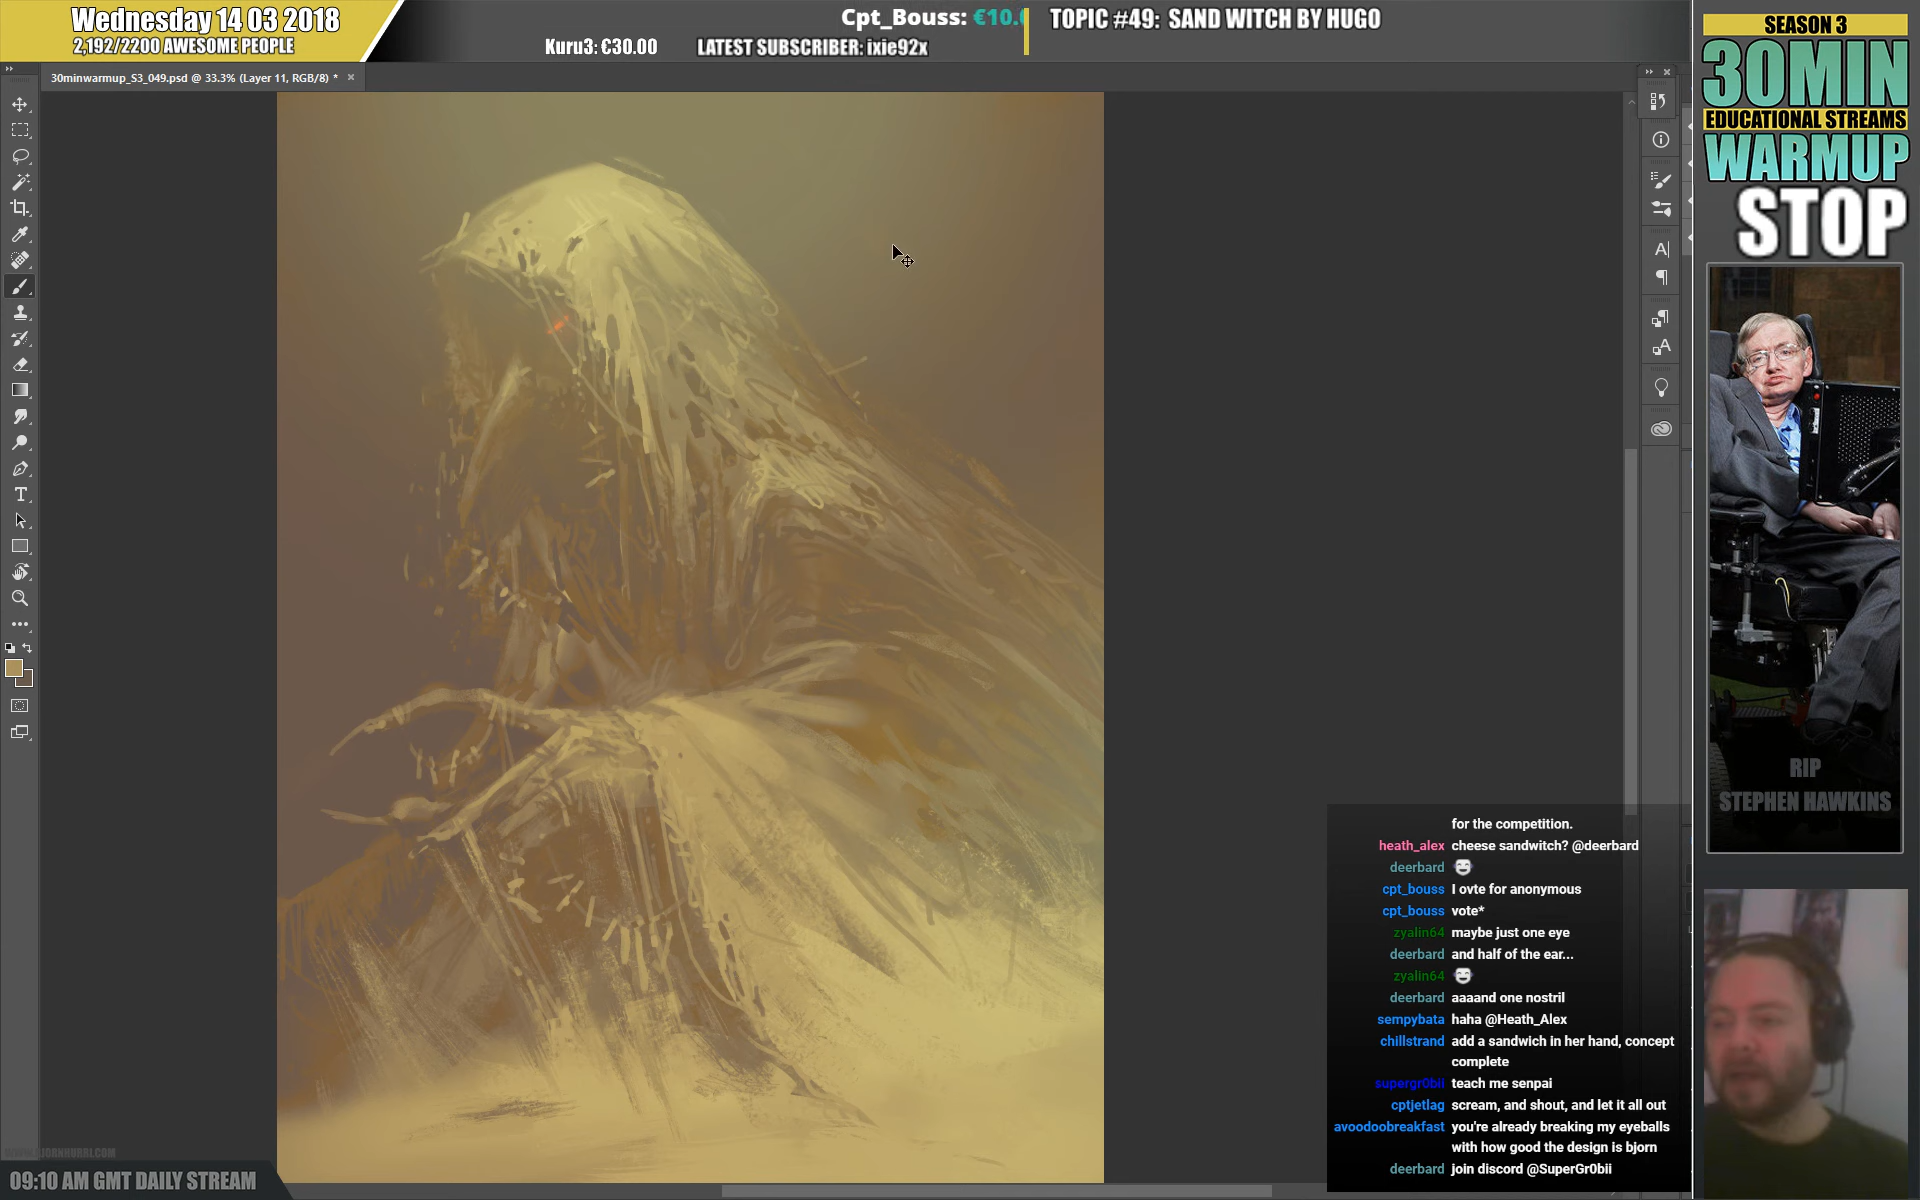 Wednesday 14 03 2018
2,192/2200 AWESOME PEOPLE
Cpt_Bouss: €10.
Kuru3: €30.00
LATEST SUBSCRIBER: ixie92x
TOPIC #49: SAND WITCH BY HUGO
SEASON 3
30MIN
EDUCATIONAL STREAMS
WARMUP
STOP
30minwarmup_S3_049.psd @ 33.3% (Layer 11, RGB/8) *
RIP
STEPHEN HAWKINS
for the competition.
heath_alex cheese sandwitch? @deerbard
deerbard
cpt_bouss I ovte for anonymous
cpt_bouss vote*
zyalin64 maybe just one eye
deerbard and half of the ear...
zyalin64
deerbard aaaand one nostril
sempybata haha @Heath_Alex
chillstrand add a sandwich in her hand, concept
complete
supergr0bii teach me senpai
cptjetlag scream, and shout, and let it all out
avoodoobreakfast you're already breaking my eyeballs
with how good the design is bjorn
deerbard join discord @SuperGr0bii
09:10 AM GMT DAILY STREAM